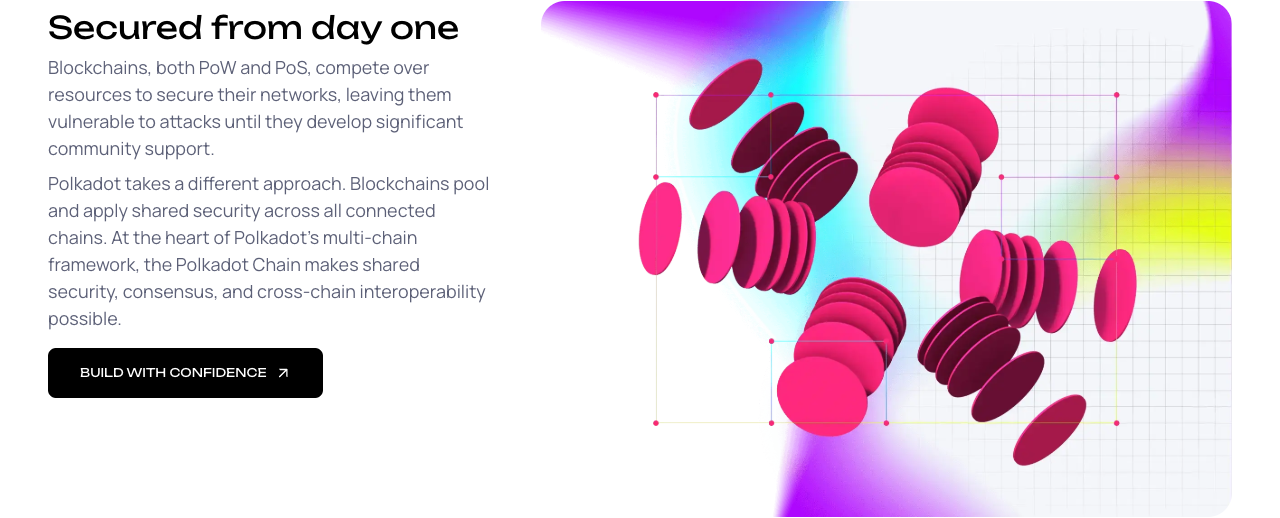 Secured from day one
Blockchains, both PoW and PoS, compete over
resources to secure their networks, leaving them
vulnerable to attacks until they develop significant
community support.
Polkadot takes a different approach. Blockchains pool
and apply shared security across all connected
chains. At the heart of Polkadot’s multi-chain
framework, the Polkadot Chain makes shared
security, consensus, and cross-chain interoperability
possible.
BUILD WITH CONFIDENCE